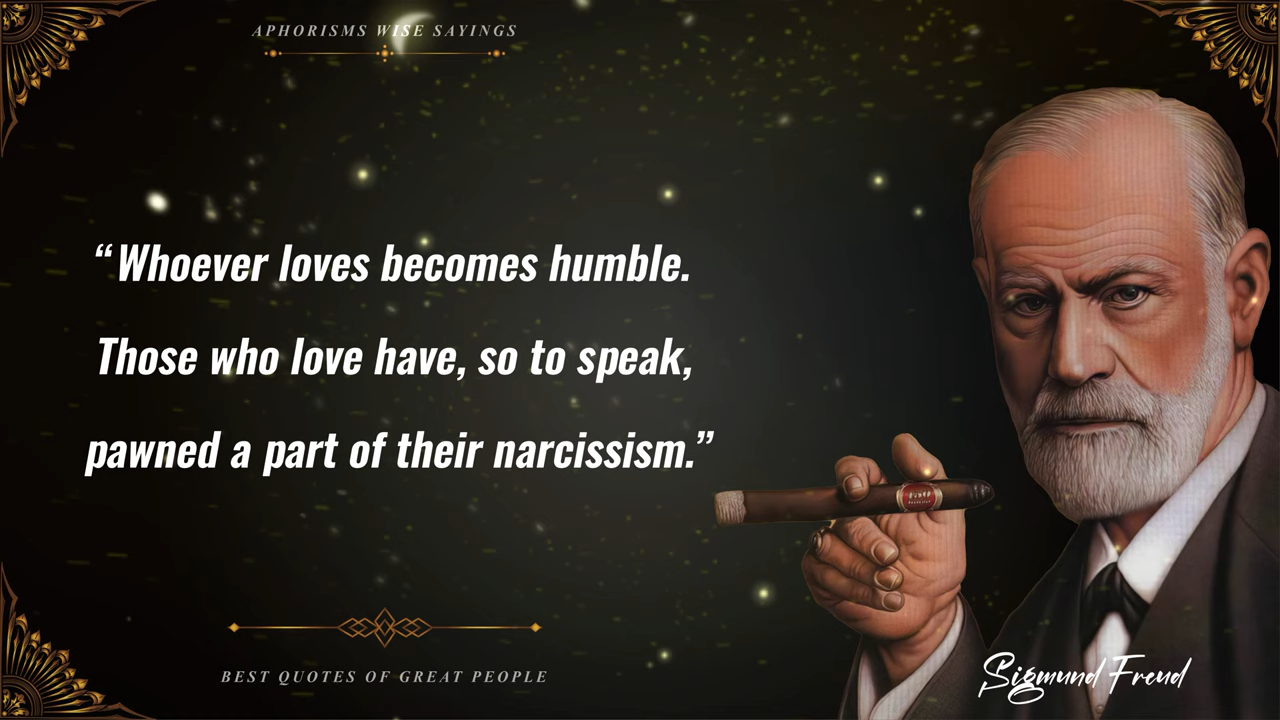 APHORISMS WISE SAYINGS
“Whoever loves becomes humble.
Those who love have, so to speak,
pawned a part of their narcissism.”
BEST QUOTES OF GREAT PEOPLE
Sigmund Freud